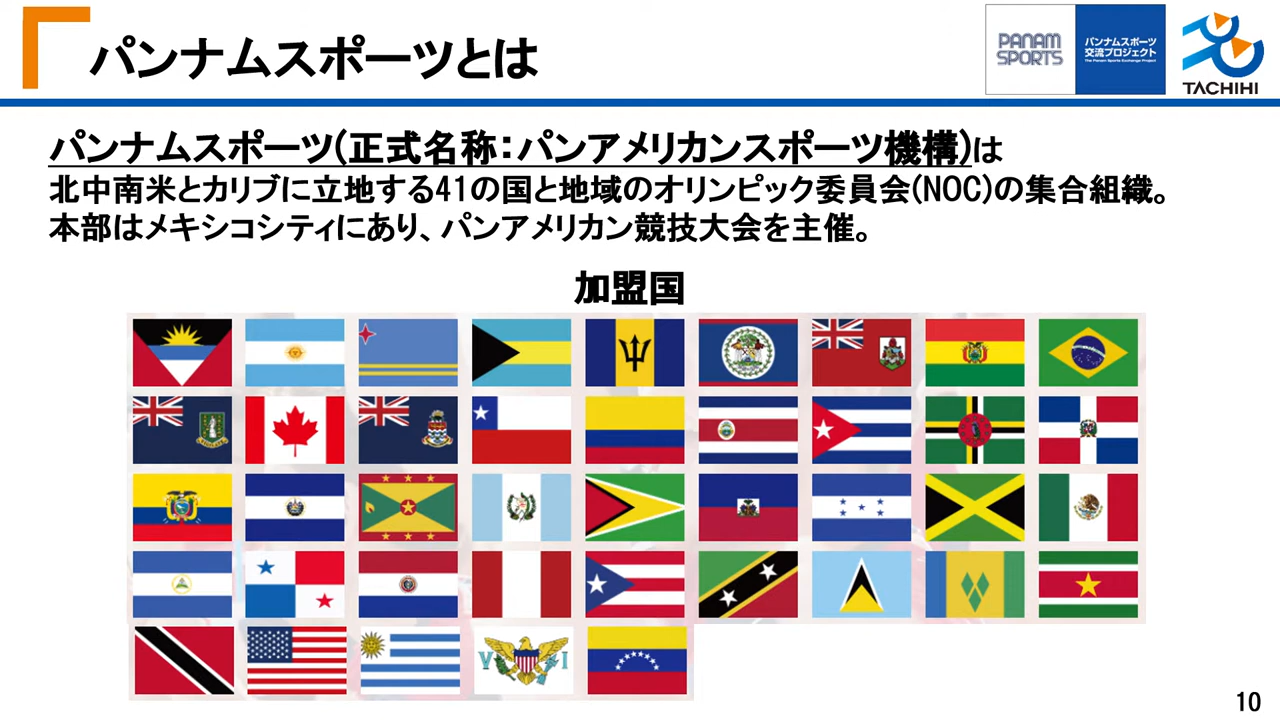 パンナムスポーツとは
PANAM
SPORTS
パンナムスポーツ
交流プロジェクト
The Panam Sports Exchange Project
TACHIHI
パンナムスポーツ(正式名称：パンアメリカンスポーツ機構)は
北中南米とカリブに立地する41の国と地域のオリンピック委員会(NOC)の集合組織。
本部はメキシコシティにあり、パンアメリカン競技大会を主催。
加盟国
V I
10